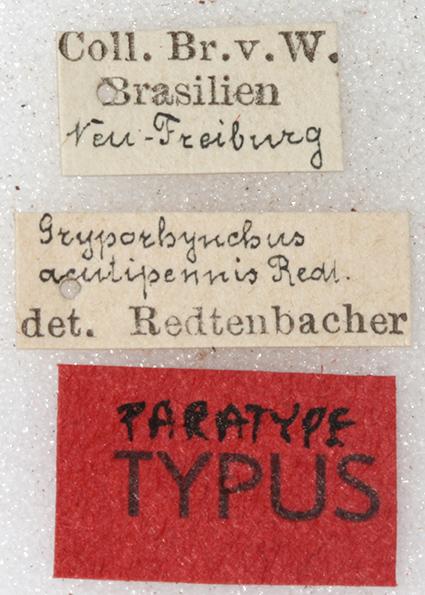 Coll. Br. v. W.
Brasilien
Neu-Freiburg
Gryporhynchus
acutipennis Redt.
det. Redtenbacher
PARATYPE
TYPUS